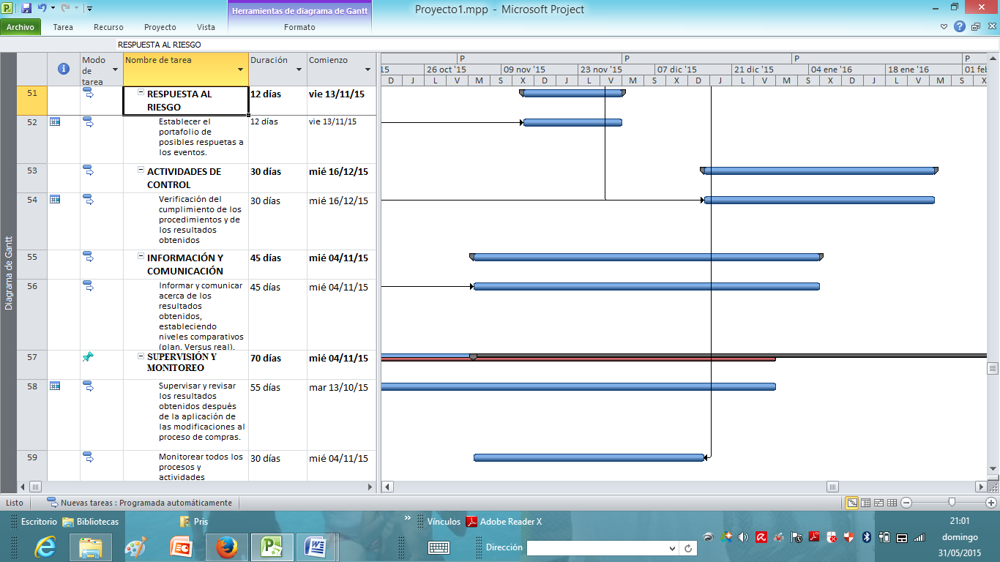 Herramientas de diagrama de Gantt
Proyecto1.mpp - Microsoft Project
Archivo Tarea Recurso Proyecto Vista Formato
RESPUESTA AL RIESGO
Modo de tarea Nombre de tarea Duración Comienzo
P P P P
15 26 oct '15 09 nov '15 23 nov '15 07 dic '15 21 dic '15 04 ene '16 18 ene '16 01 feb
D J L V M S X D J L V M S X D J L V M S X D J L V M S X
51 RESPUESTA AL RIESGO 12 días vie 13/11/15
52 Establecer el portafolio de posibles respuetas a los eventos. 12 días vie 13/11/15
53 ACTIVIDADES DE CONTROL 30 días mié 16/12/15
54 Verificación del cumplimiento de los procedimientos y de los resultados obtenidos 30 días mié 16/12/15
55 INFORMACIÓN Y COMUNICACIÓN 45 días mié 04/11/15
56 Informar y comunicar acerca de los resultados obtenidos, estableciendo niveles comparativos (plan. Versus real). 45 días mié 04/11/15
57 SUPERVISIÓN Y MONITOREO 70 días mié 04/11/15
58 Supervisar y revisar los resultados obtenidos después de la aplicación de las modificaciones al proceso de compras. 55 días mar 13/10/15
59 Monitorear todos los procesos y actividades 30 días mié 04/11/15
Diagrama de Gantt
Listo Nuevas tareas : Programada automáticamente
Escritorio Bibliotecas Pris » Vínculos Adobe Reader X
Dirección
21:01
domingo
31/05/2015